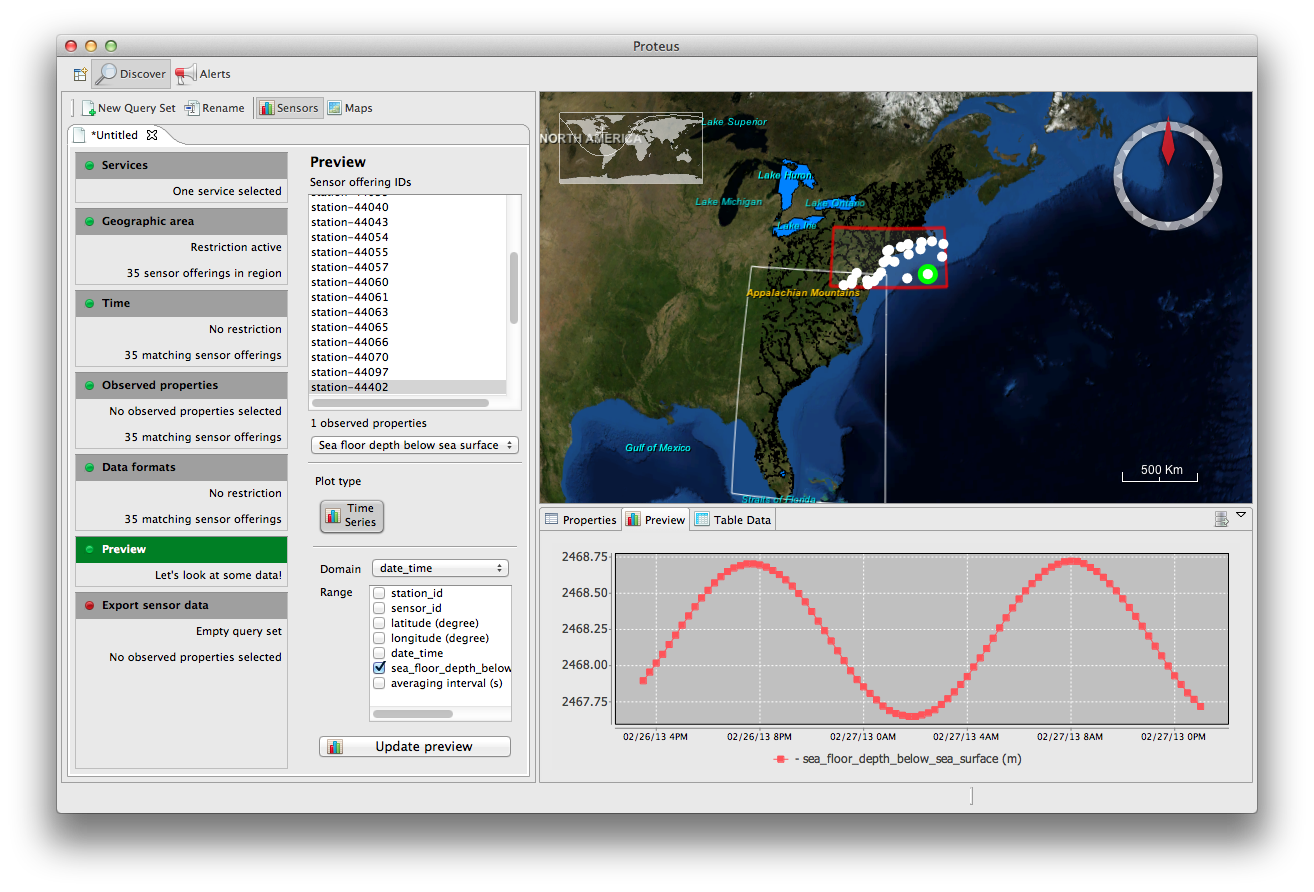 Proteus
Discover
Alerts
New Query Set
Rename
Sensors
Maps
*Untitled
Services
One service selected
Geographic area
Restriction active
35 sensor offerings in region
Time
No restriction
35 matching sensor offerings
Observed properties
No observed properties selected
35 matching sensor offerings
Data formats
No restriction
35 matching sensor offerings
Preview
Let's look at some data!
Export sensor data
Empty query set
No observed properties selected
Preview
Sensor offering IDs
station-44040
station-44043
station-44054
station-44055
station-44057
station-44060
station-44061
station-44063
station-44065
station-44066
station-44070
station-44097
station-44402
1 observed properties
Sea floor depth below sea surface
Plot type
Time
Series
Domain
date_time
Range
station_id
sensor_id
latitude (degree)
longitude (degree)
date_time
sea_floor_depth_below
averaging interval (s)
Update preview
NORTH AMERICA
Lake Superior
Lake Huron
Lake Michigan
Lake Ontario
Lake Erie
Appalachian Mountains
Gulf of Mexico
Straits of Florida
500 Km
Properties
Preview
Table Data
2468.75
2468.50
2468.25
2468.00
2467.75
02/26/13 4PM
02/26/13 8PM
02/27/13 0AM
02/27/13 4AM
02/27/13 8AM
02/27/13 0PM
- sea_floor_depth_below_sea_surface (m)